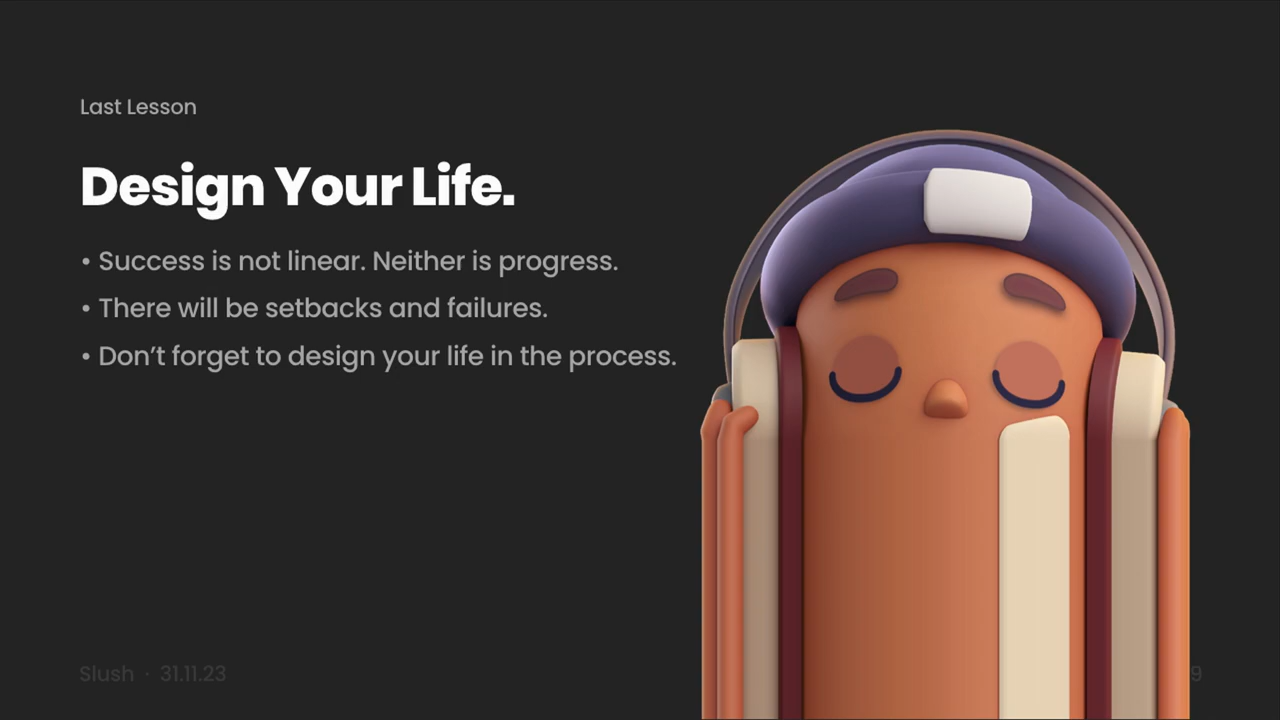 Last Lesson
Design Your Life.
• Success is not linear. Neither is progress.
• There will be setbacks and failures.
• Don’t forget to design your life in the process.
Slush · 31.11.23
9